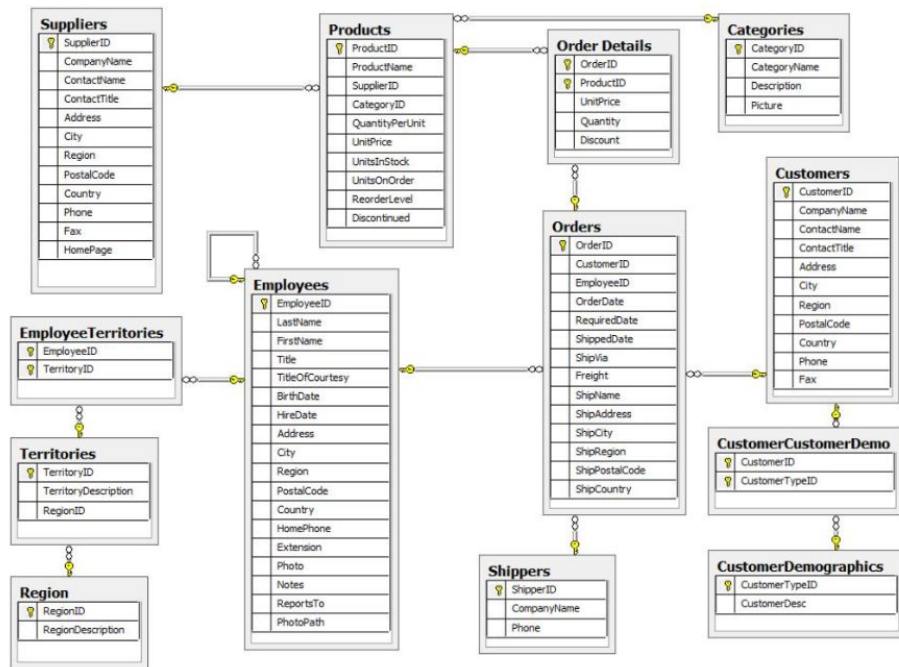 Suppliers
SupplierID
CompanyName
ContactName
ContactTitle
Address
City
Region
PostalCode
Country
Phone
Fax
HomePage
Products
ProductID
ProductName
SupplierID
CategoryID
QuantityPerUnit
UnitPrice
UnitsInStock
UnitsOnOrder
ReorderLevel
Discontinued
Order Details
OrderID
ProductID
UnitPrice
Quantity
Discount
Categories
CategoryID
CategoryName
Description
Picture
Customers
CustomerID
CompanyName
ContactName
ContactTitle
Address
City
Region
PostalCode
Country
Phone
Fax
Orders
OrderID
CustomerID
EmployeeID
OrderDate
RequiredDate
ShippedDate
ShipVia
Freight
ShipName
ShipAddress
ShipCity
ShipRegion
ShipPostalCode
ShipCountry
Employees
EmployeeID
LastName
FirstName
Title
TitleOfCourtesy
BirthDate
HireDate
Address
City
Region
PostalCode
Country
HomePhone
Extension
Photo
Notes
ReportsTo
PhotoPath
EmployeeTerritories
EmployeeID
TerritoryID
Territories
TerritoryID
TerritoryDescription
RegionID
Region
RegionID
RegionDescription
Shippers
ShipperID
CompanyName
Phone
CustomerCustomerDemo
CustomerID
CustomerTypeID
CustomerDemographics
CustomerTypeID
CustomerDesc